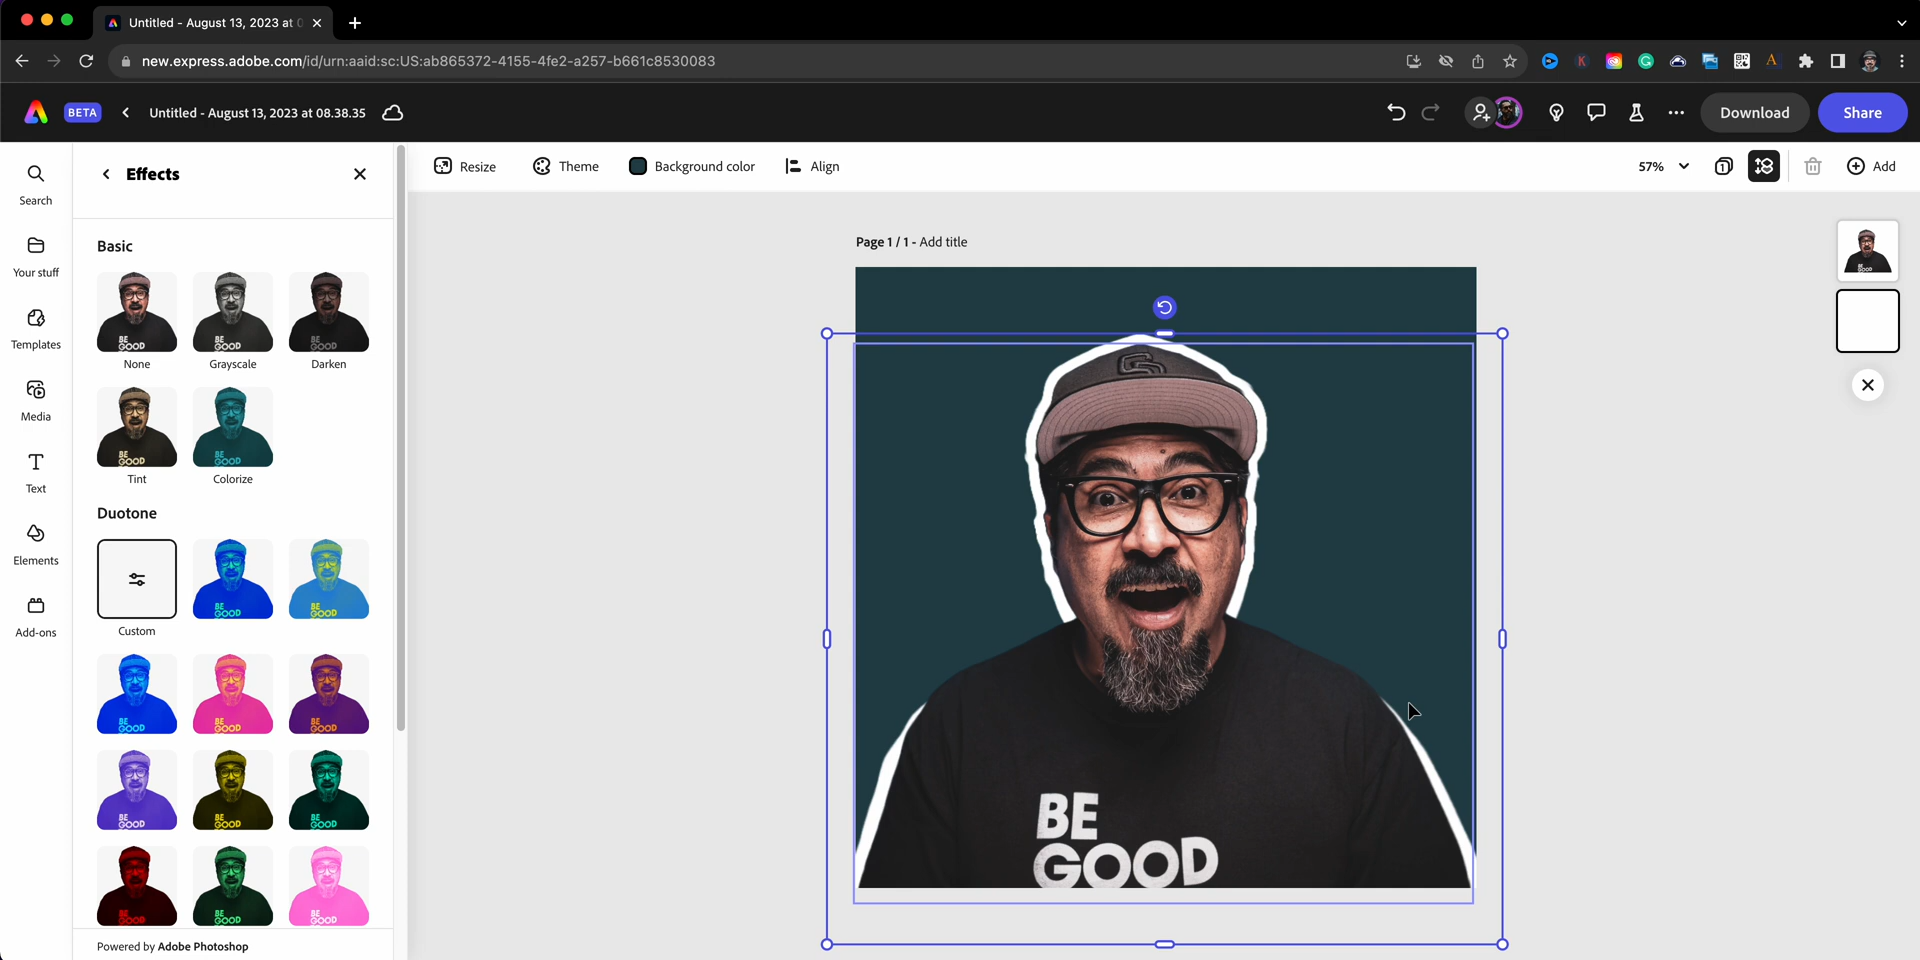 Untitled - August 13, 2023 at 0
new.express.adobe.com/id/urn:aaid:sc:US:ab865372-4155-4fe2-a257-b661c8530083
BETA
Untitled - August 13, 2023 at 08.38.35
Download
Share
Search
Your stuff
Templates
Media
Text
Elements
Add-ons
Effects
Basic
None
Grayscale
Darken
Tint
Colorize
Duotone
Custom
Powered by Adobe Photoshop
Resize
Theme
Background color
Align
57%
Add
Page 1 / 1 - Add title
BE
GOOD